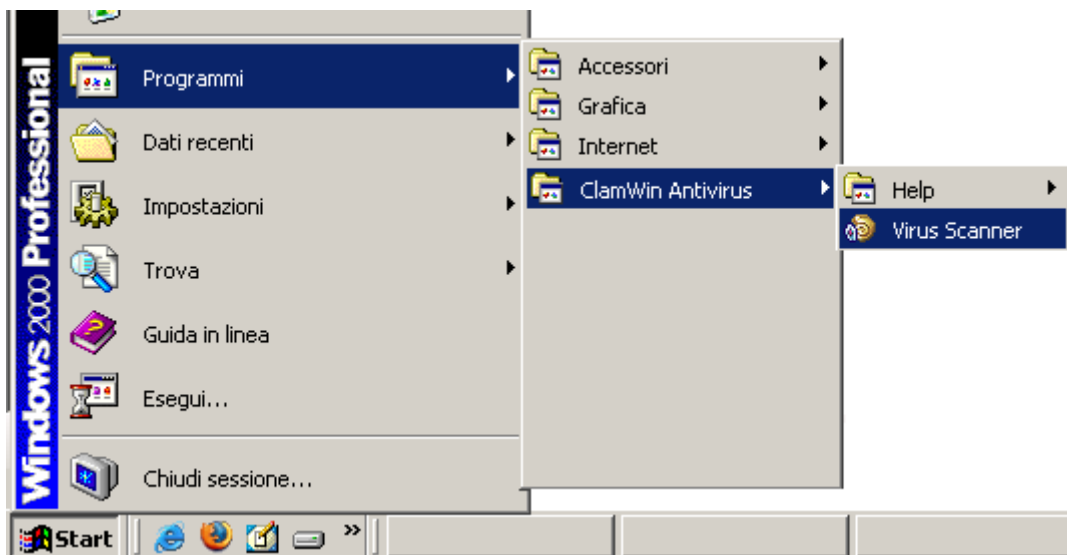 Windows 2000 Professional
Programmi
Dati recenti
Impostazioni
Trova
Guida in linea
Esegui...
Chiudi sessione...
Accessori
Grafica
Internet
ClamWin Antivirus
Help
Virus Scanner
Start
»